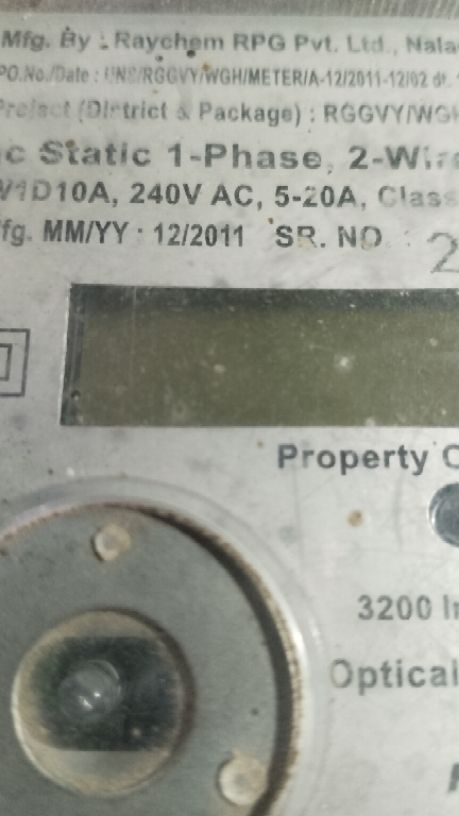 Mfg. By : Raychem RPG Pvt. Ltd., Nala
PO.No./Date : UNS/RGGVY/WGH/METER/A-12/2011-12/02 dt.
Project (District & Package) : RGGVY/WGH
c Static 1-Phase, 2-Wire
W1D10A, 240V AC, 5-20A, Class
fg. MM/YY : 12/2011 SR. NO : 2
Property
3200 I
Optical